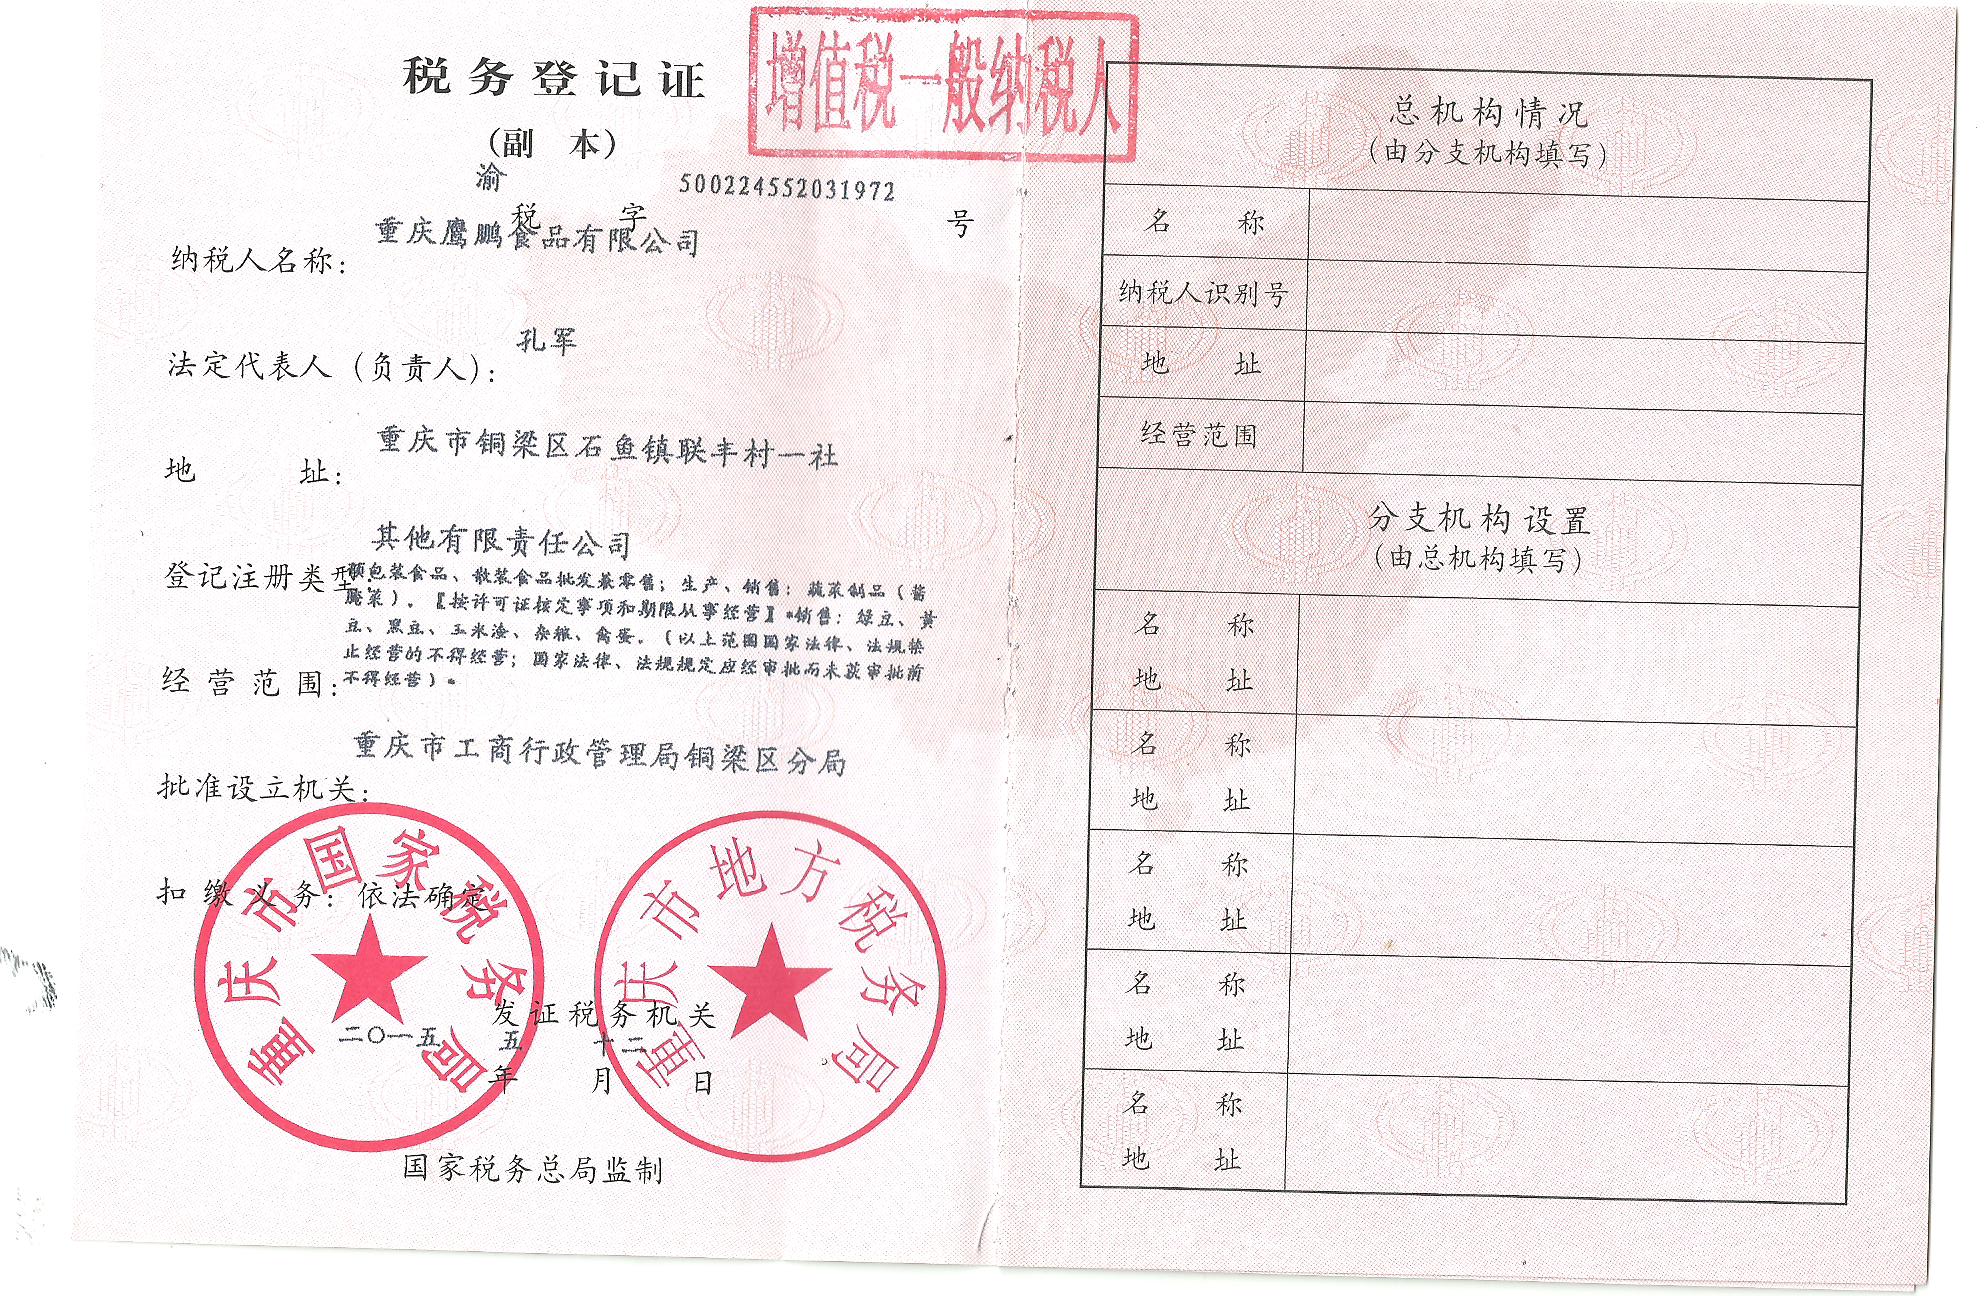 税务登记证
增值税一般纳税人
（副 本）
渝 税 字 500224552031972 号
纳税人名称： 重庆鹰鹏食品有限公司
法定代表人（负责人）： 孔军
地 址： 重庆市铜梁区石鱼镇联丰村一社
登记注册类型： 其他有限责任公司
经营范围： 预包装食品、散装食品批发兼零售；生产、销售：蔬菜制品（酱
腌菜）。【按许可证核定事项和期限从事经营】*销售：绿豆、黄
豆、黑豆、玉米渣、杂粮、禽蛋。（以上范围国家法律、法规禁
止经营的不得经营；国家法律、法规规定应经审批而未获审批前
不得经营）。
批准设立机关： 重庆市工商行政管理局铜梁区分局
扣缴义务： 依法确定
重庆市国家税务局
重庆市地方税务局
发证税务机关
二〇一五 年 五 月 十二 日
国家税务总局监制
总机构情况
（由分支机构填写）
名 称
纳税人识别号
地 址
经营范围
分支机构设置
（由总机构填写）
名 称
地 址
名 称
地 址
名 称
地 址
名 称
地 址
名 称
地 址